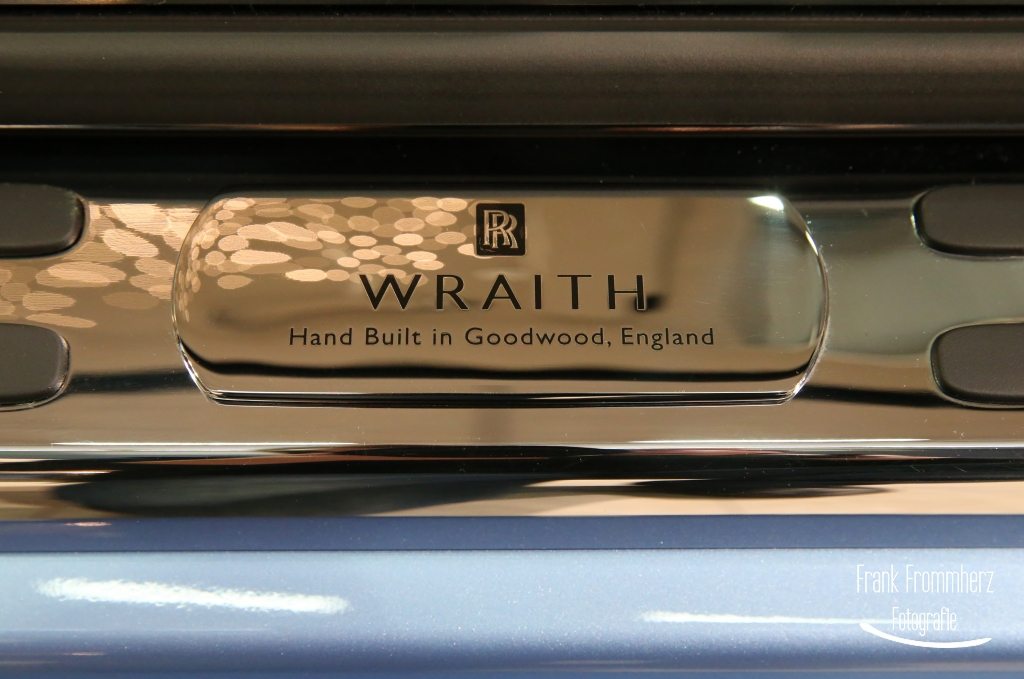 RR
WRAITH
Hand Built in Goodwood, England
Frank Frommherz
Fotografie